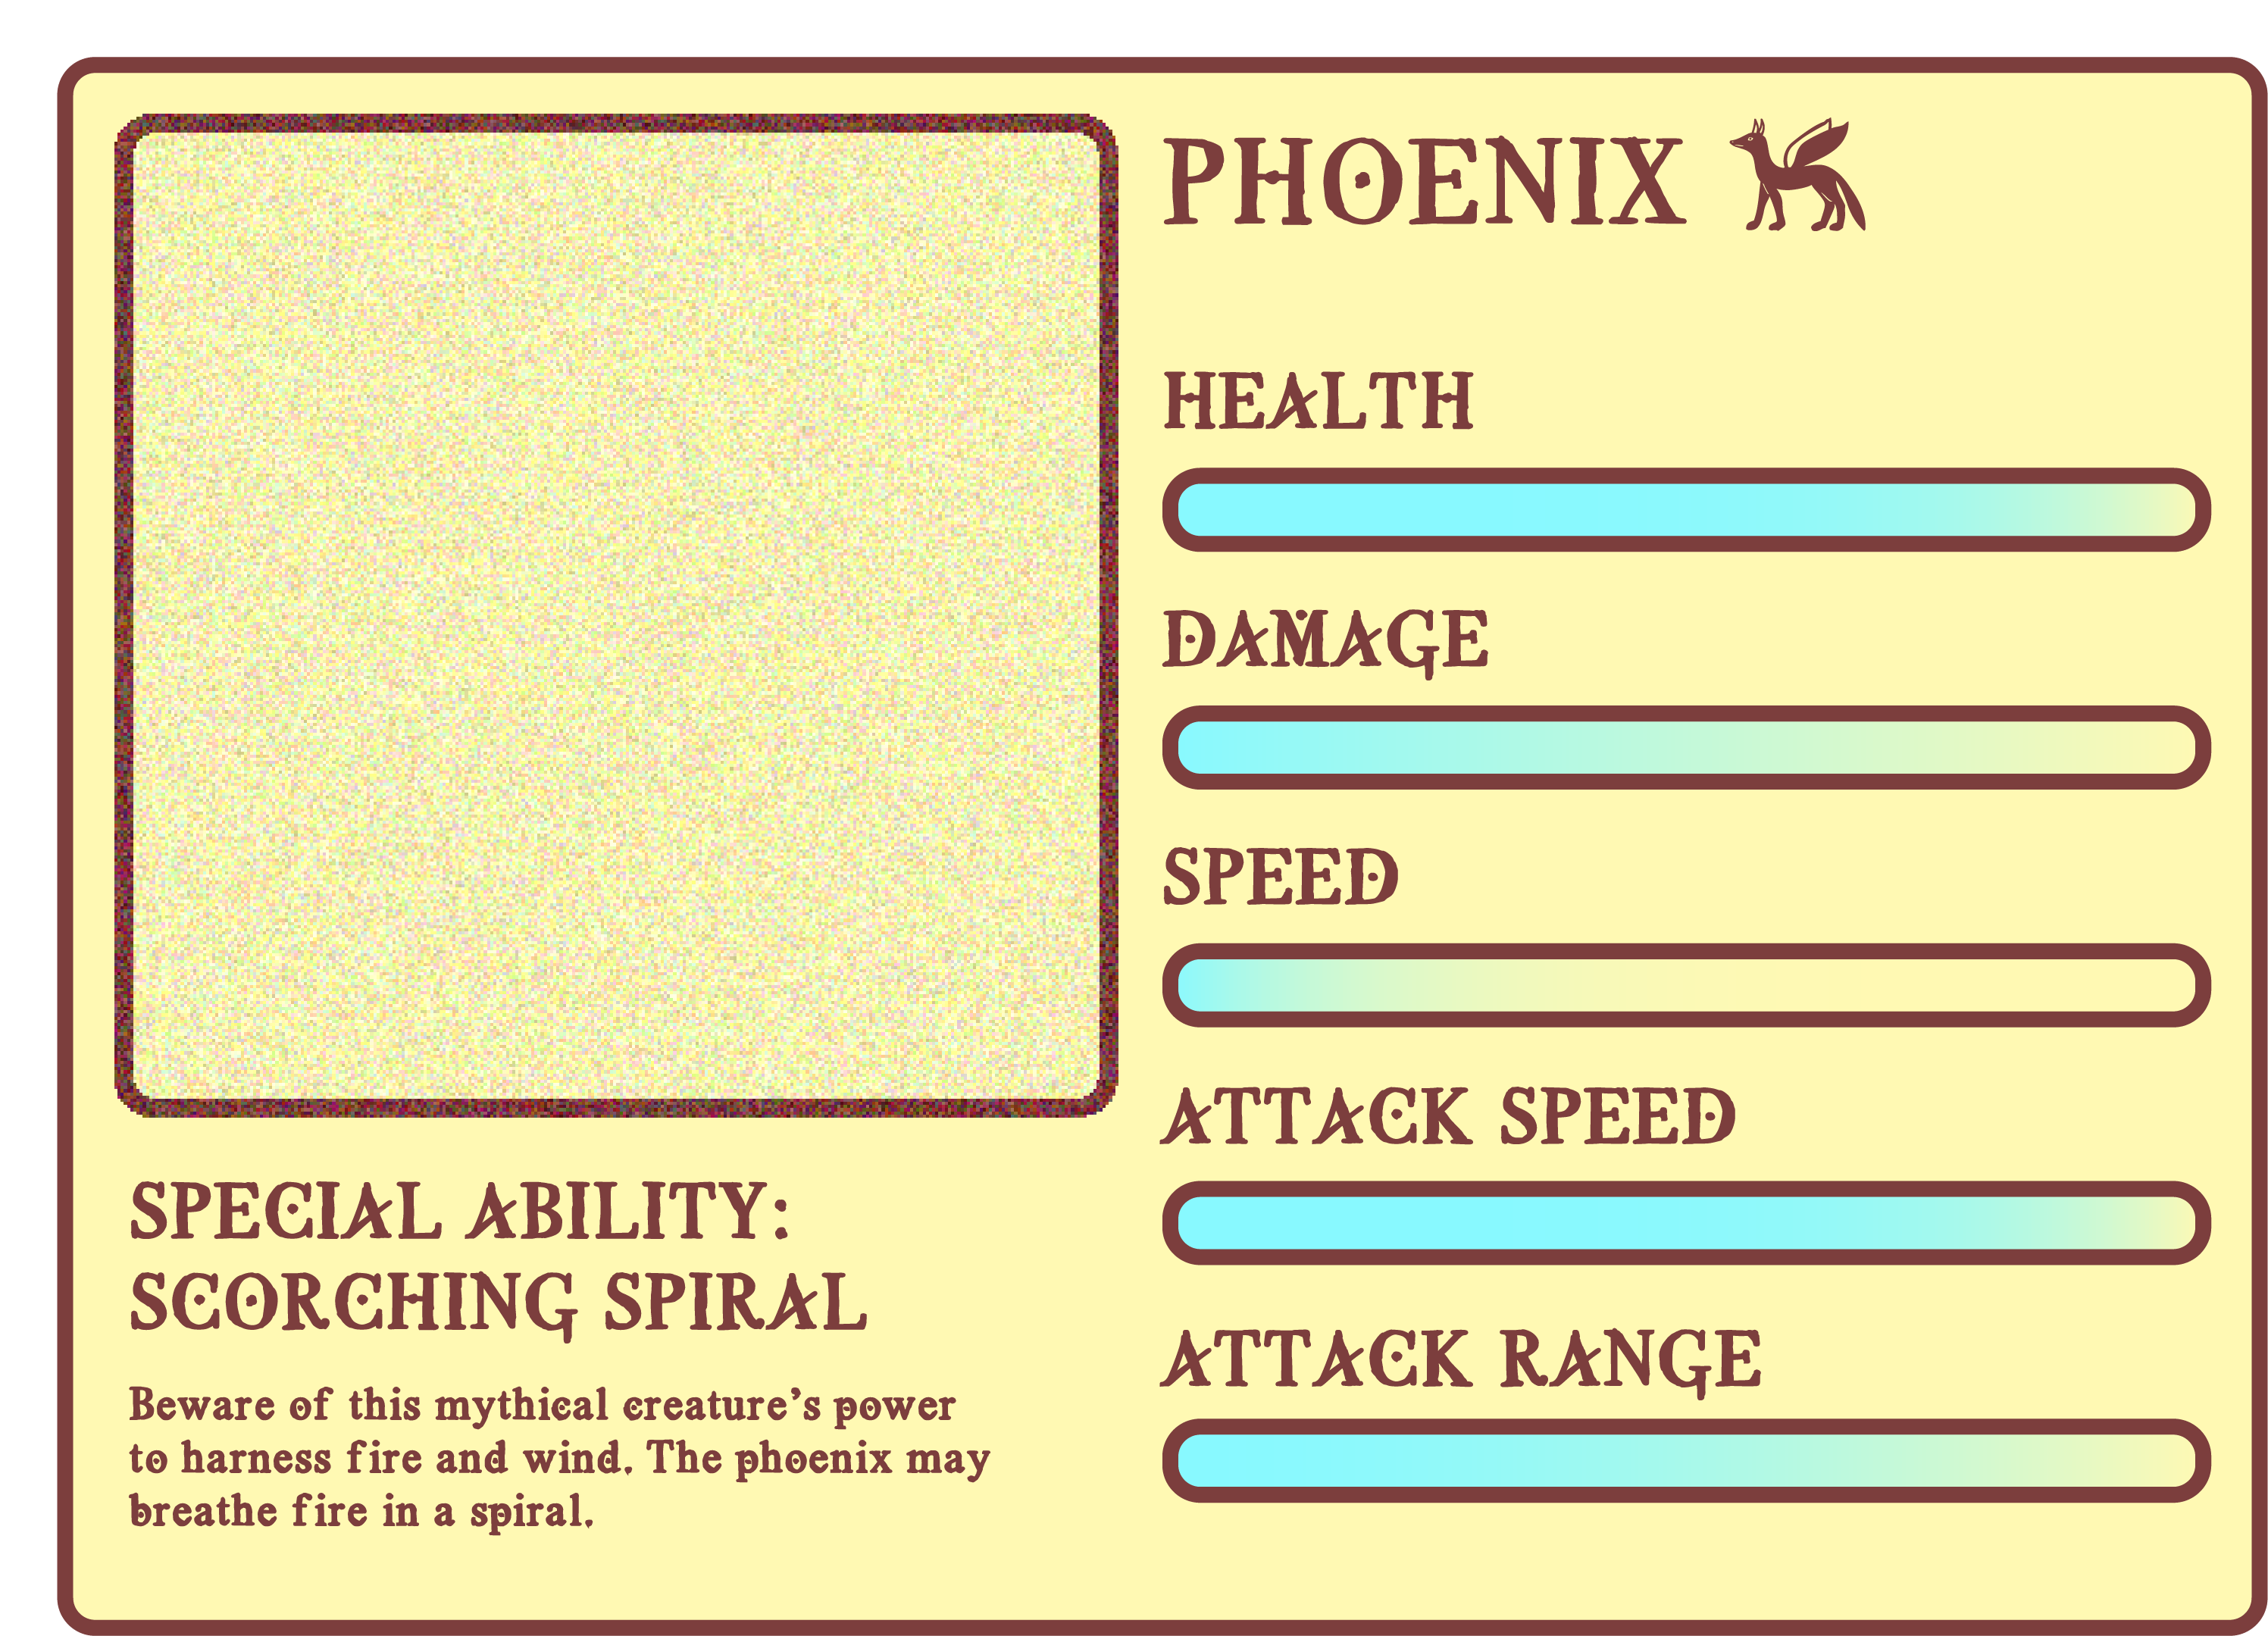 PHOENIX
HEALTH
DAMAGE
SPEED
ATTACK SPEED
ATTACK RANGE
SPECIAL ABILITY:
SCORCHING SPIRAL
Beware of this mythical creature’s power
to harness fire and wind. The phoenix may
breathe fire in a spiral.